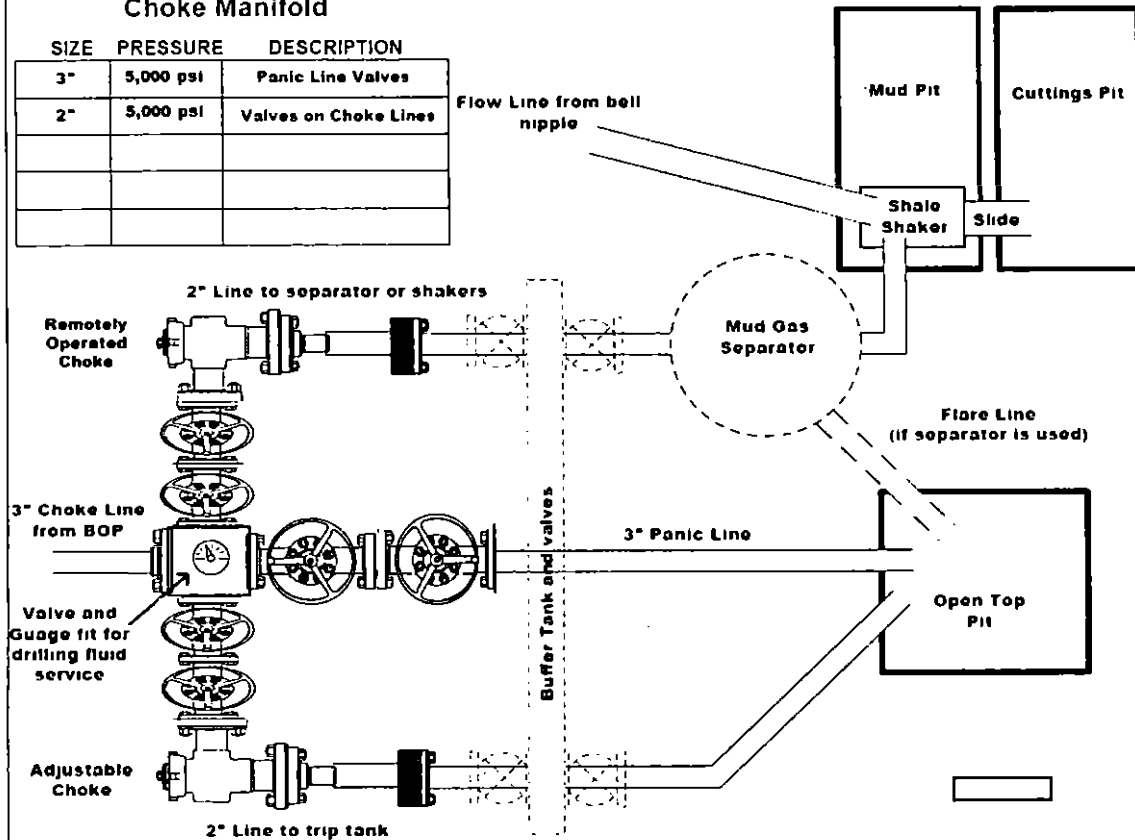 Choke Manifold
SIZE PRESSURE DESCRIPTION
3" 5,000 psi Panic Line Valves
2" 5,000 psi Valves on Choke Lines
Flow Line from bell
nipple
Mud Pit
Cuttings Pit
Shale
Shaker
Slide
2" Line to separator or shakers
Remotely
Operated
Choke
Mud Gas
Separator
Flare Line
(if separator is used)
3" Choke Line
from BOP
3" Panic Line
Buffer Tank and valves
Open Top
Pit
Valve and
Guage fit for
drilling fluid
service
Adjustable
Choke
2" Line to trip tank